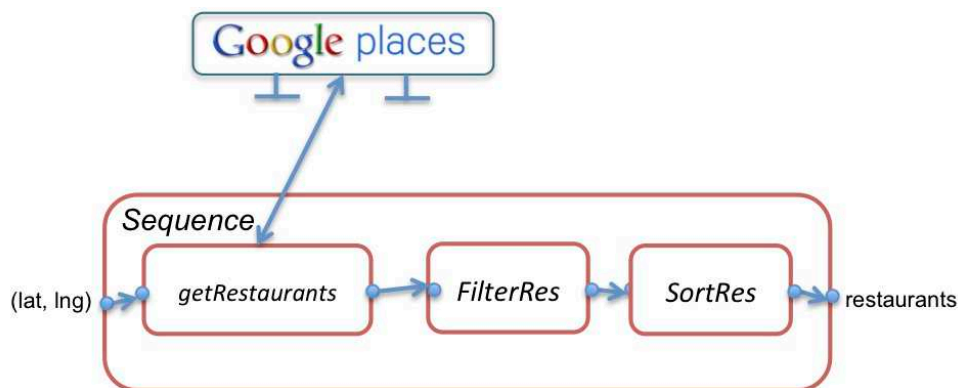 Google places
Sequence
(lat, lng)
getRestaurants
FilterRes
SortRes
restaurants